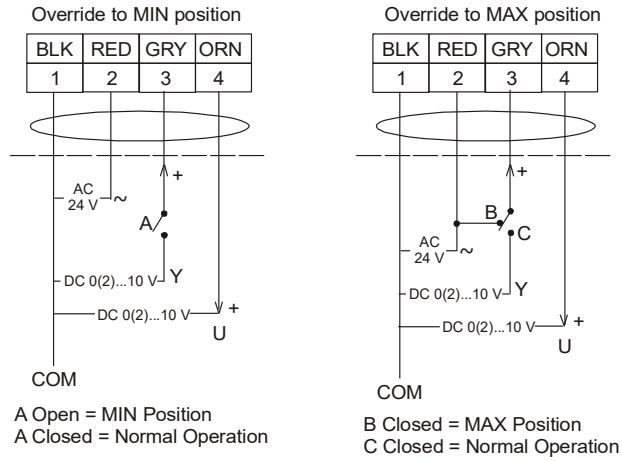 Override to MIN position
BLK RED GRY ORN
1 2 3 4
+
AC
24 V ~
A
DC 0(2)...10 V Y
DC 0(2)...10 V +
U
COM
A Open = MIN Position
A Closed = Normal Operation
Override to MAX position
BLK RED GRY ORN
1 2 3 4
+
B
C
AC
24 V ~
DC 0(2)...10 V Y
DC 0(2)...10 V +
U
COM
B Closed = MAX Position
C Closed = Normal Operation